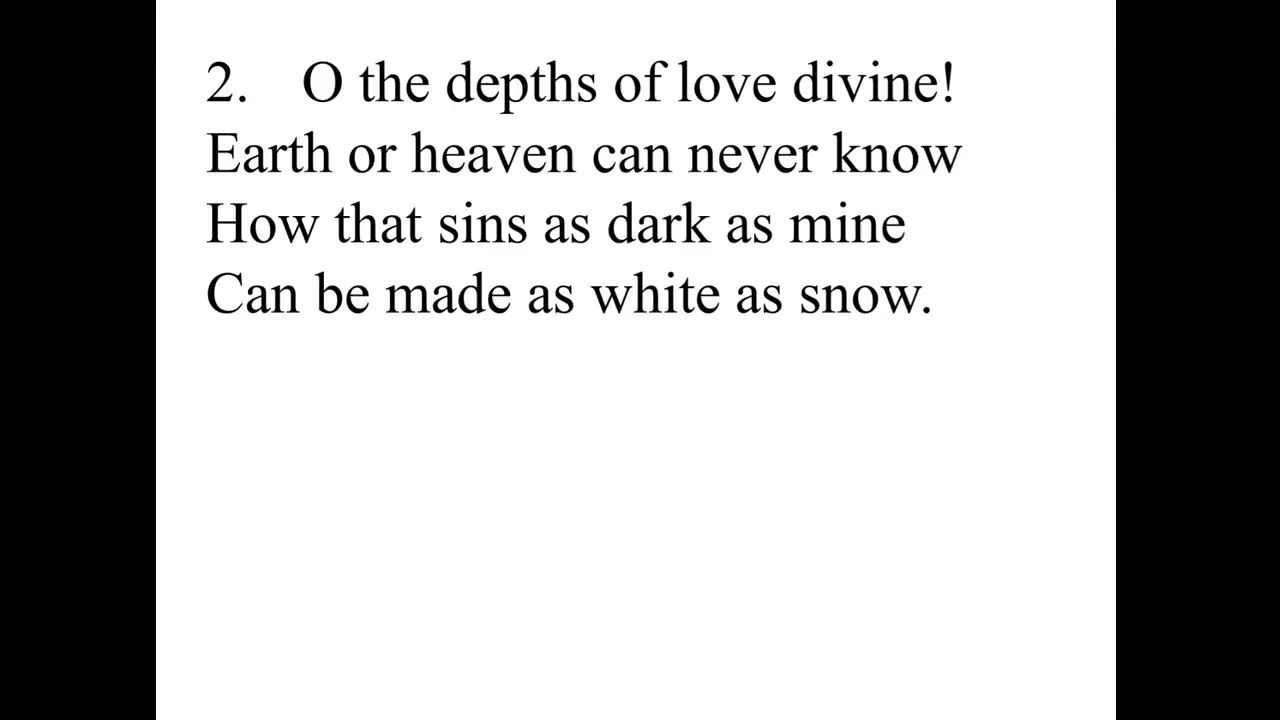 2. O the depths of love divine!
Earth or heaven can never know
How that sins as dark as mine
Can be made as white as snow.